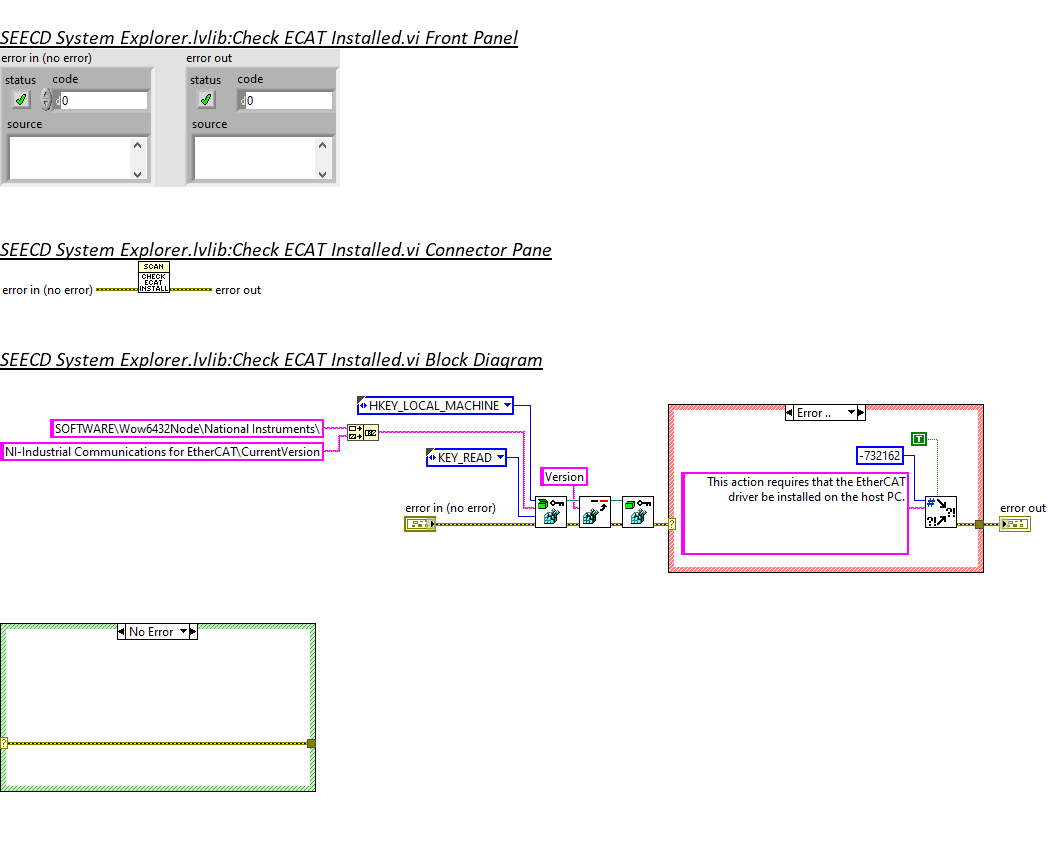 SEECD System Explorer.lvlib:Check ECAT Installed.vi Front Panel
error in (no error)
error out
status
code
0
source
status
code
0
source
SEECD System Explorer.lvlib:Check ECAT Installed.vi Connector Pane
SCAN
CHECK
ECAT
INSTALL
error in (no error)
error out
SEECD System Explorer.lvlib:Check ECAT Installed.vi Block Diagram
HKEY_LOCAL_MACHINE
SOFTWARE\Wow6432Node\National Instruments\
NI-Industrial Communications for EtherCAT\CurrentVersion
KEY_READ
Version
error in (no error)
Error ..
T
-732162
This action requires that the EtherCAT
driver be installed on the host PC.
#
?!
?!
?
error out
No Error
?